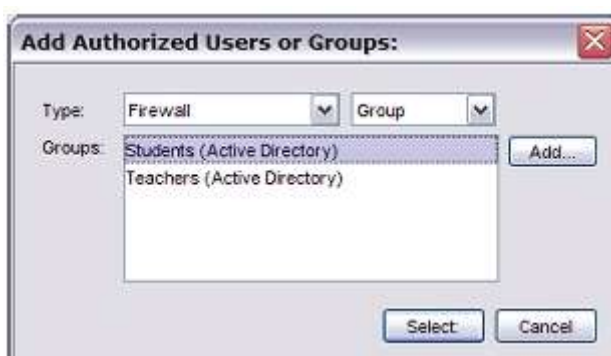 Add Authorized Users or Groups:
Type: Firewall Group
Groups: Students (Active Directory) Add...
Teachers (Active Directory)
Select Cancel